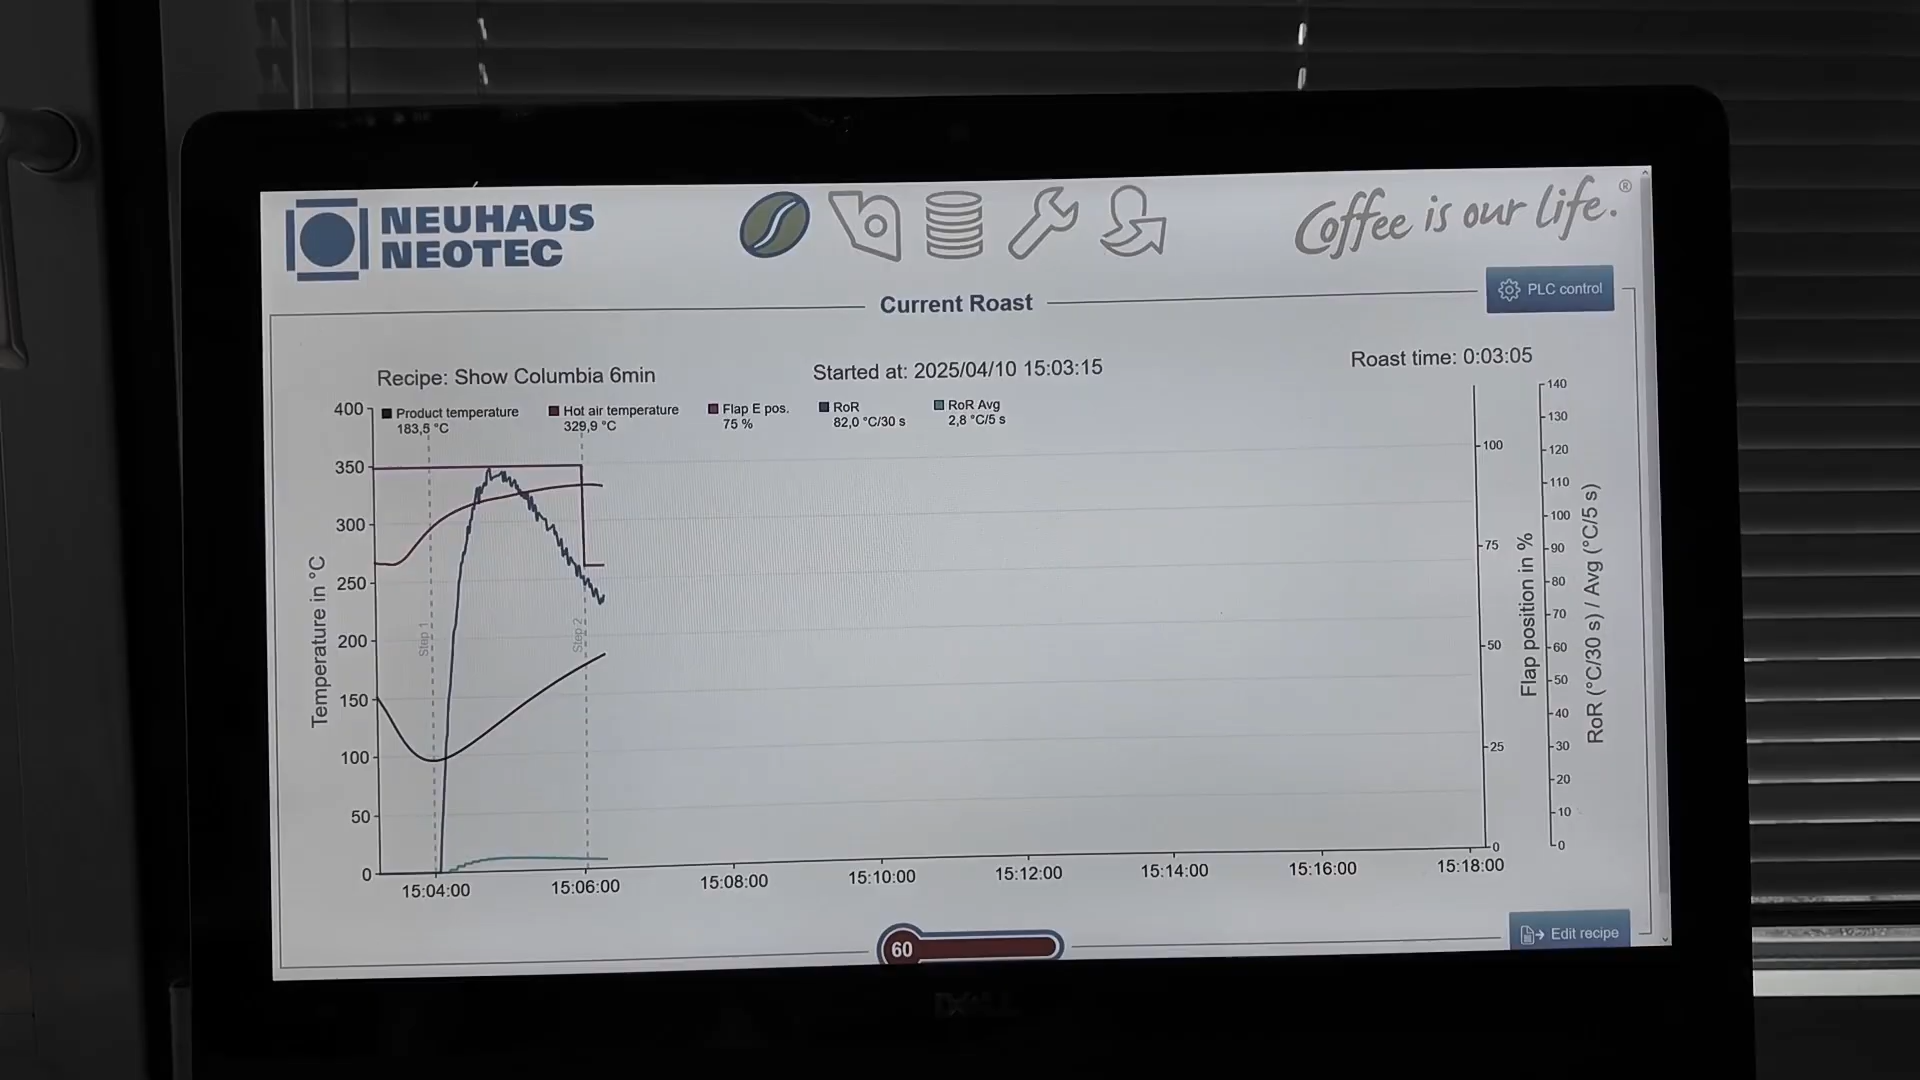 NEUHAUS
NEOTEC
Coffee is our life.®
PLC control
Current Roast
Recipe: Show Columbia 6min
Started at: 2025/04/10 15:03:15
Roast time: 0:03:05
Product temperature
183,5 °C
Hot air temperature
329,9 °C
Flap E pos.
75 %
RoR
82,0 °C/30 s
RoR Avg
2,8 °C/5 s
Temperature in °C
400
350
300
250
200
150
100
50
0
Step 1
Step 2
15:04:00
15:06:00
15:08:00
15:10:00
15:12:00
15:14:00
15:16:00
15:18:00
100
75
50
25
0
Flap position in %
140
130
120
110
100
90
80
70
60
50
40
30
20
10
0
RoR (°C/30 s) / Avg (°C/5 s)
60
Edit recipe
DELL